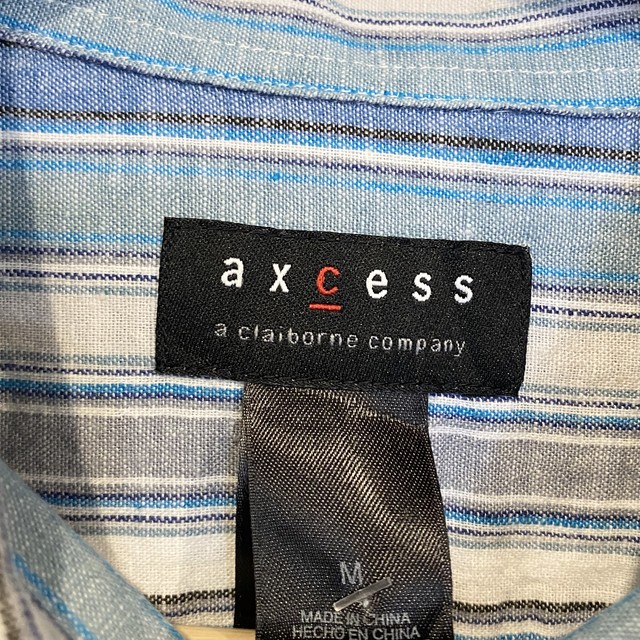 axcess
a claiborne company
M
MADE IN CHINA
HECHO EN CHINA